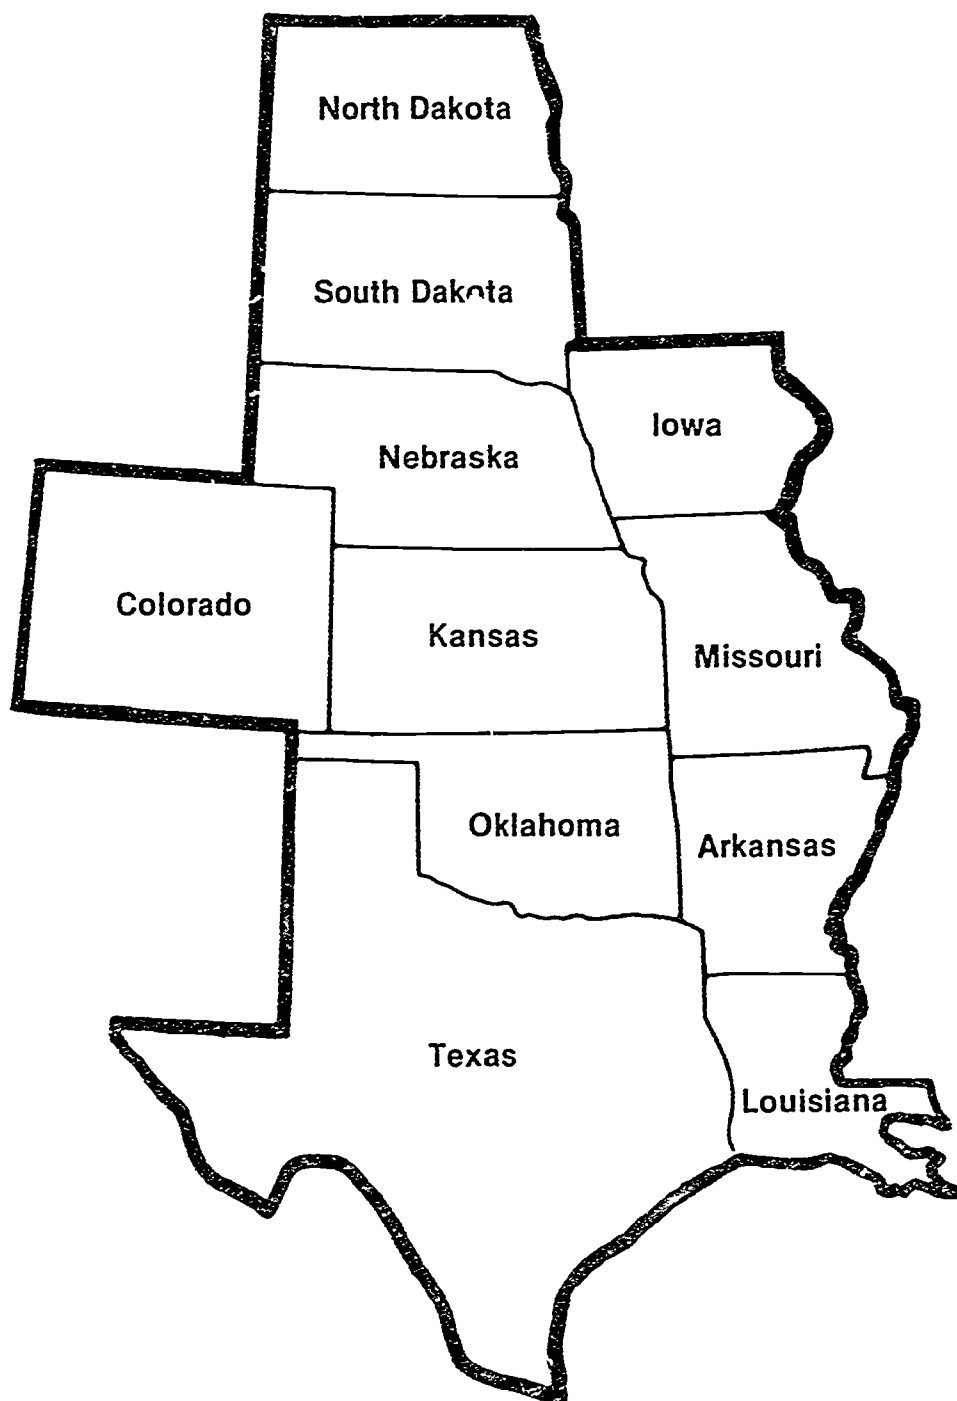 North Dakota
South Dakota
Iowa
Nebraska
Colorado
Kansas
Missouri
Oklahoma
Arkansas
Texas
Louisiana